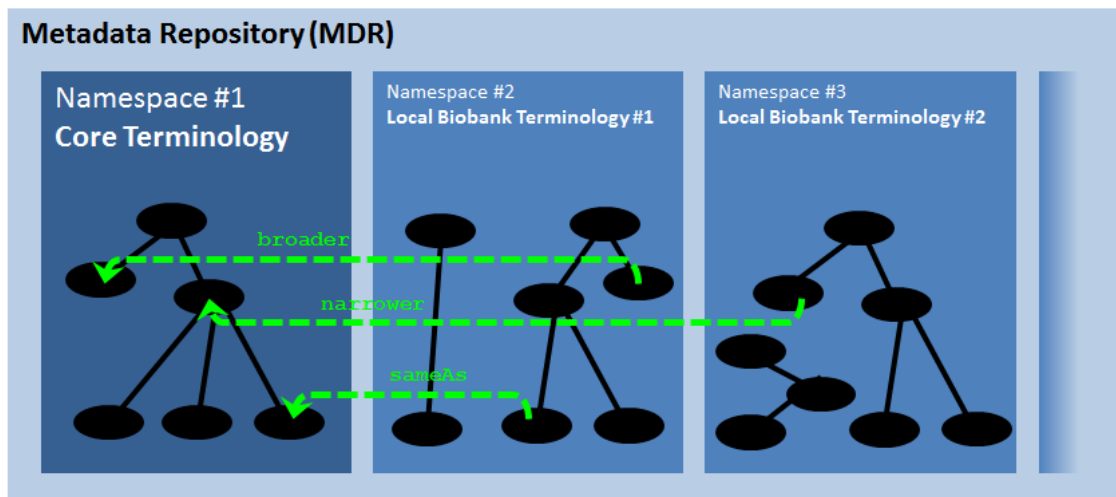 Metadata Repository (MDR)
Namespace #1
Core Terminology
Namespace #2
Local Biobank Terminology #1
Namespace #3
Local Biobank Terminology #2
broader
narrower
sameAs